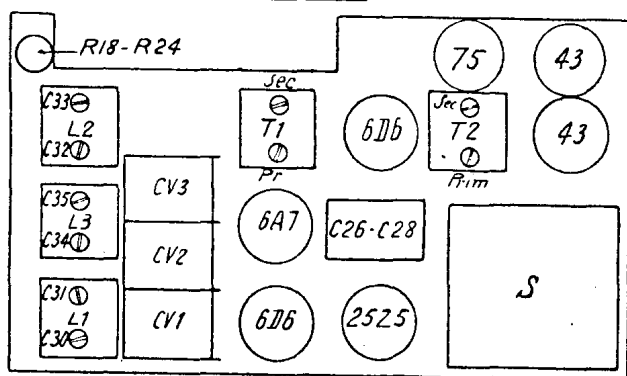 R18-R24
75
43
C33
L2
C32
Sec
T1
Pr
6D6
Sec
T2
Prim
43
C35
L3
C34
CV3
CV2
CV1
6A7
C26-C28
S
C31
L1
C30
6D6
25Z5